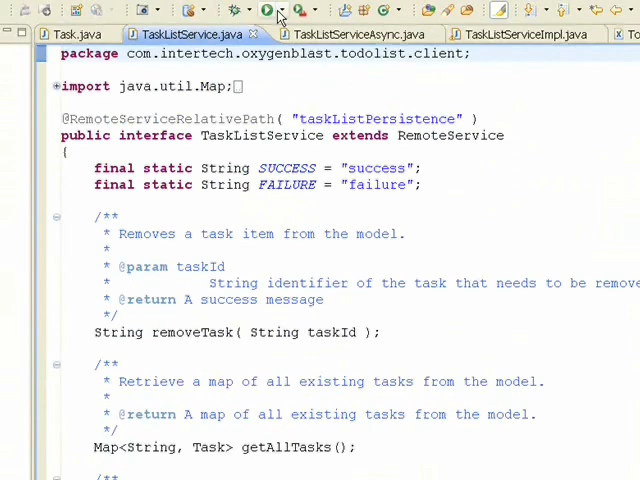 Task.java TaskListService.java TaskListServiceAsync.java TaskListServiceImpl.java To
package com.intertech.oxygenblast.todolist.client;
import java.util.Map;
@RemoteServiceRelativePath( "taskListPersistence" )
public interface TaskListService extends RemoteService
{
final static String SUCCESS = "success";
final static String FAILURE = "failure";
/**
* Removes a task item from the model.
*
* @param taskId
* String identifier of the task that needs to be remove
* @return A success message
*/
String removeTask( String taskId );
/**
* Retrieve a map of all existing tasks from the model.
*
* @return A map of all existing tasks from the model.
*/
Map<String, Task> getAllTasks();
/**